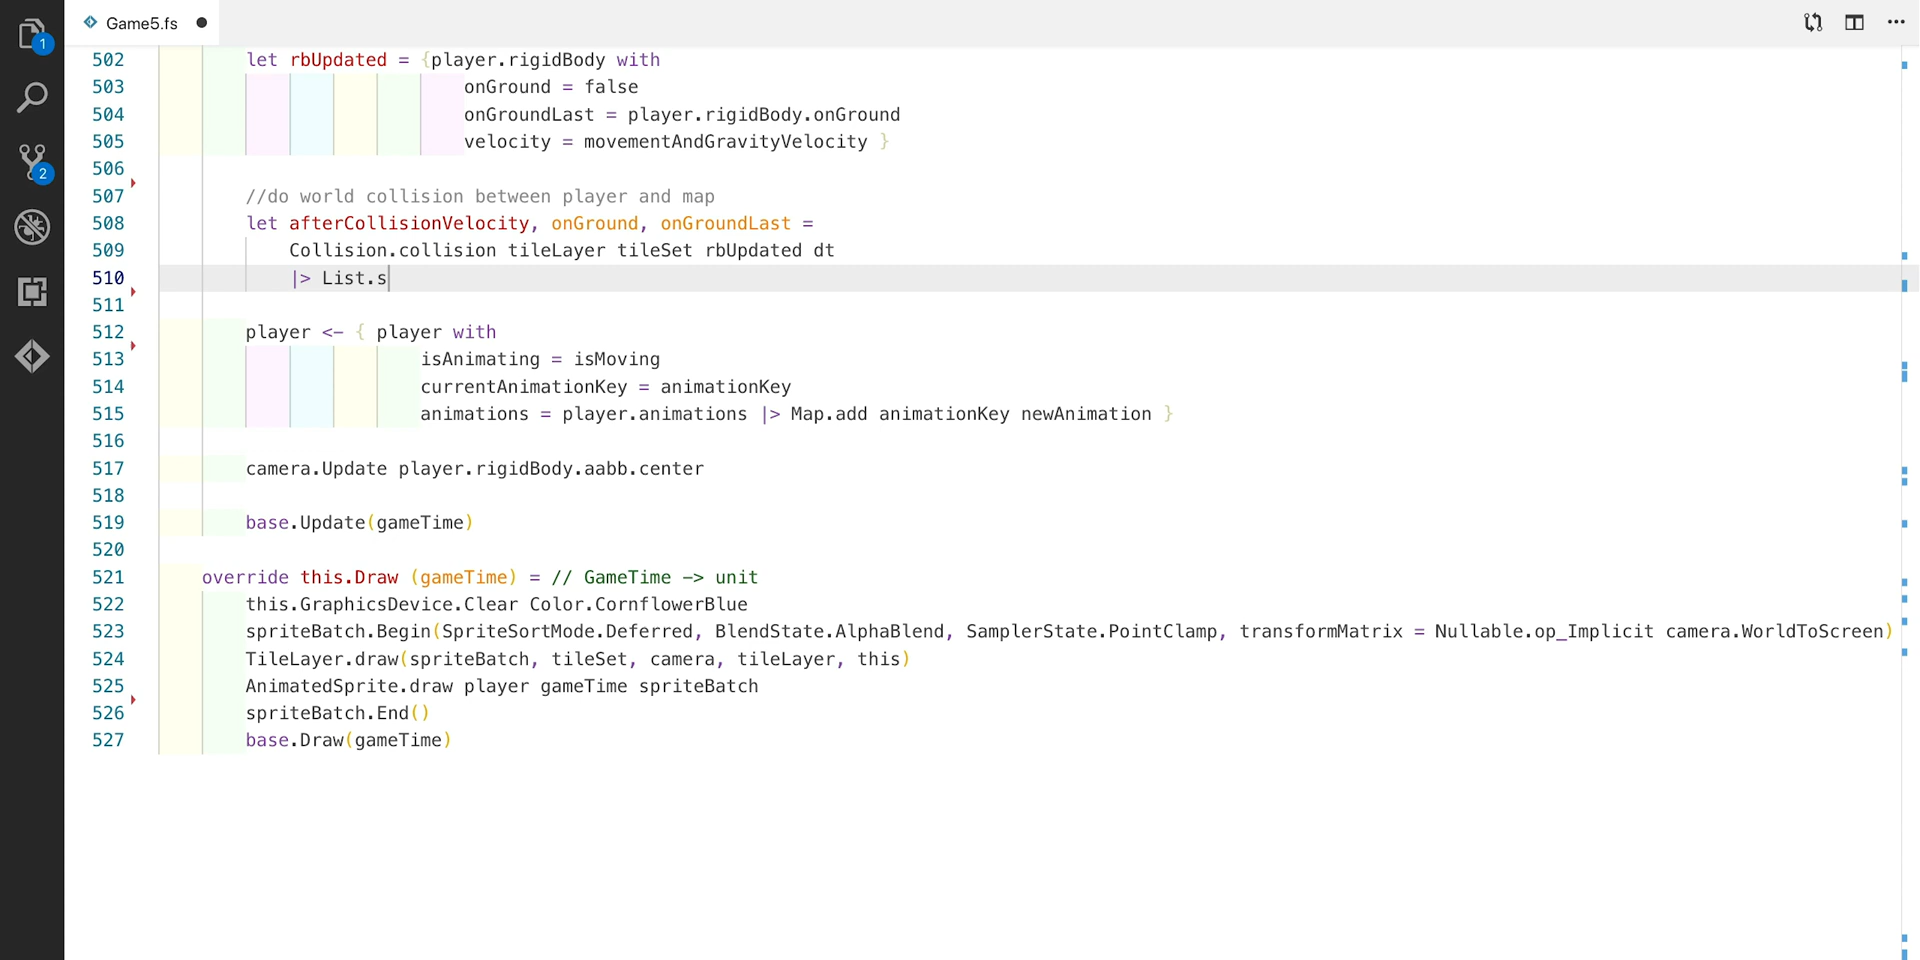 Game5.fs
1
2
502 let rbUpdated = {player.rigidBody with
503 onGround = false
504 onGroundLast = player.rigidBody.onGround
505 velocity = movementAndGravityVelocity }
506
507 //do world collision between player and map
508 let afterCollisionVelocity, onGround, onGroundLast =
509 Collision.collision tileLayer tileSet rbUpdated dt
510 |> List.s
511
512 player <- { player with
513 isAnimating = isMoving
514 currentAnimationKey = animationKey
515 animations = player.animations |> Map.add animationKey newAnimation }
516
517 camera.Update player.rigidBody.aabb.center
518
519 base.Update(gameTime)
520
521 override this.Draw (gameTime) = // GameTime -> unit
522 this.GraphicsDevice.Clear Color.CornflowerBlue
523 spriteBatch.Begin(SpriteSortMode.Deferred, BlendState.AlphaBlend, SamplerState.PointClamp, transformMatrix = Nullable.op_Implicit camera.WorldToScreen)
524 TileLayer.draw(spriteBatch, tileSet, camera, tileLayer, this)
525 AnimatedSprite.draw player gameTime spriteBatch
526 spriteBatch.End()
527 base.Draw(gameTime)